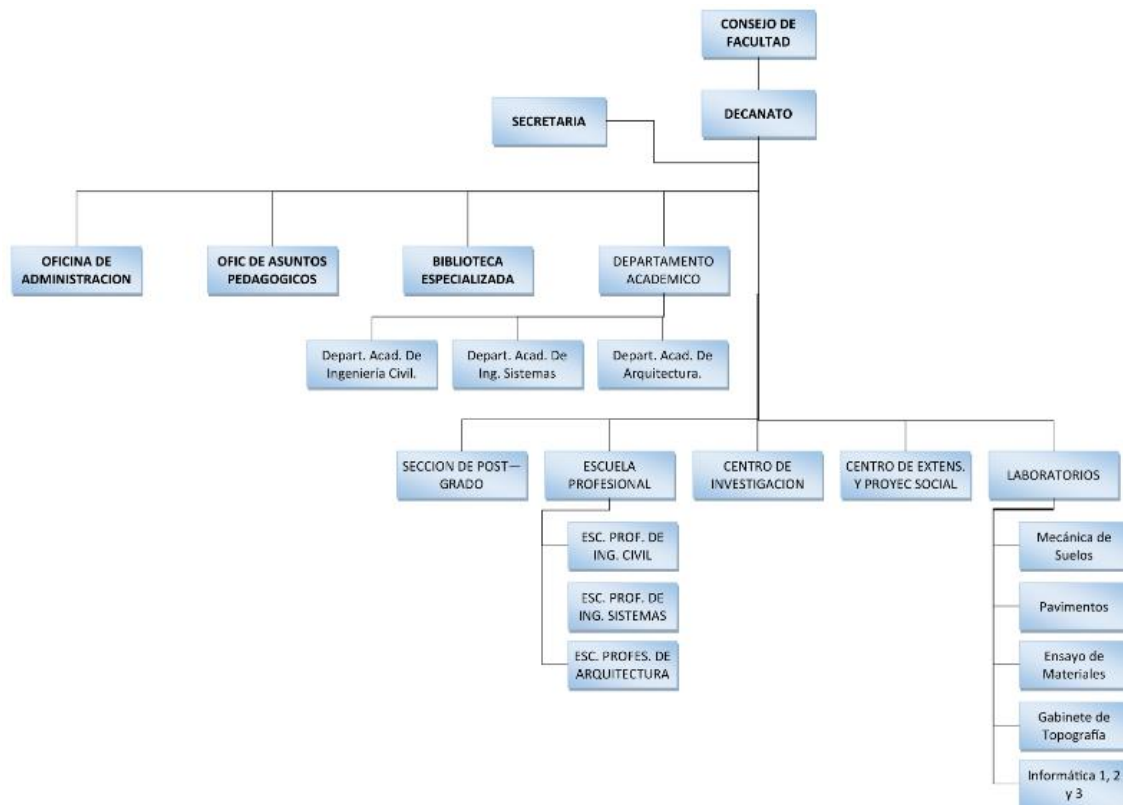 CONSEJO DE
FACULTAD
DECANATO
SECRETARIA
OFICINA DE
ADMINISTRACION
OFIC DE ASUNTOS
PEDAGOGICOS
BIBLIOTECA
ESPECIALIZADA
DEPARTAMENTO
ACADEMICO
Depart. Acad. De
Ingeniería Civil.
Depart. Acad. De
Ing. Sistemas
Depart. Acad. De
Arquitectura.
SECCION DE POST—
GRADO
ESCUELA
PROFESIONAL
CENTRO DE
INVESTIGACION
CENTRO DE EXTENS.
Y PROYEC SOCIAL
LABORATORIOS
ESC. PROF. DE
ING. CIVIL
ESC. PROF. DE
ING. SISTEMAS
ESC. PROFES. DE
ARQUITECTURA
Mecánica de
Suelos
Pavimentos
Ensayo de
Materiales
Gabinete de
Topografía
Informática 1, 2
y 3